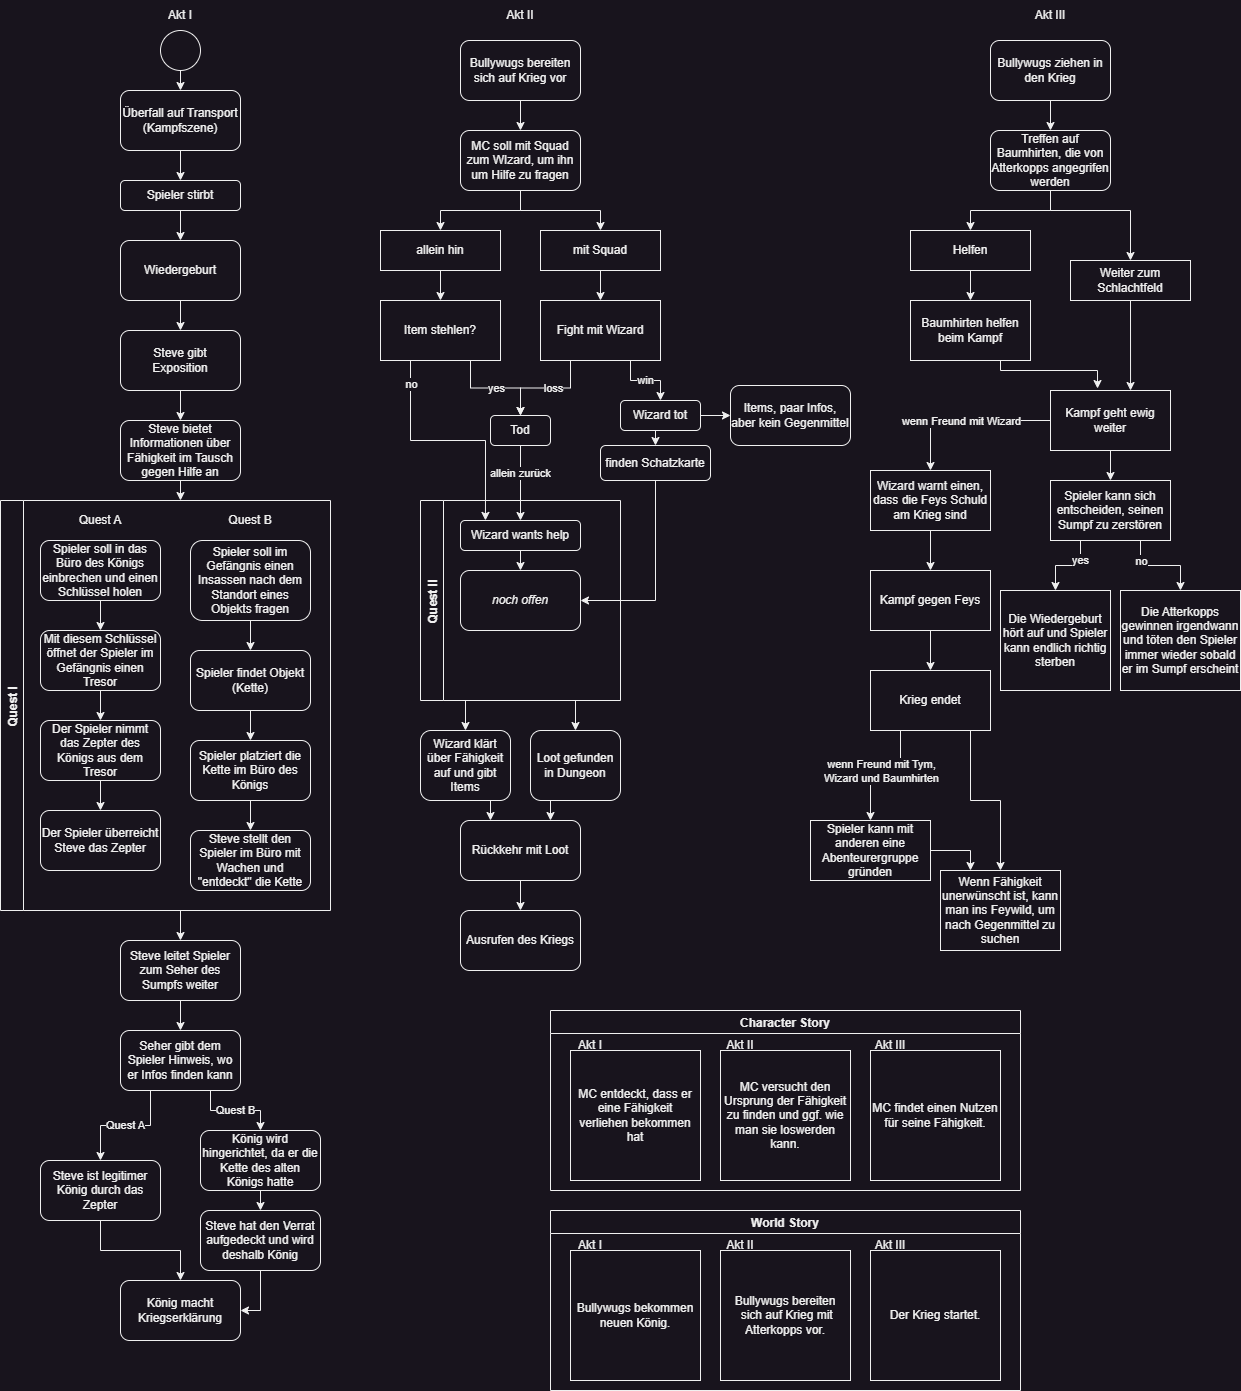 Akt I
Überfall auf Transport
(Kampfszene)
Spieler stirbt
Wiedergeburt
Steve gibt
Exposition
Steve bietet
Informationen über
Fähigkeit im Tausch
gegen Hilfe an
Quest I
Quest A
Spieler soll in das
Büro des Königs
einbrechen und einen
Schlüssel holen
Mit diesem Schlüssel
öffnet der Spieler im
Gefängnis einen
Tresor
Der Spieler nimmt
das Zepter des
Königs aus dem
Tresor
Der Spieler überreicht
Steve das Zepter
Quest B
Spieler soll im
Gefängnis einen
Insassen nach dem
Standort eines
Objekts fragen
Spieler findet Objekt
(Kette)
Spieler platziert die
Kette im Büro des
Königs
Steve stellt den
Spieler im Büro mit
Wachen und
"entdeckt" die Kette
Steve leitet Spieler
zum Seher des
Sumpfs weiter
Seher gibt dem
Spieler Hinweis, wo
er Infos finden kann
Quest A
Quest B
Steve ist legitimer
König durch das
Zepter
König wird
hingerichtet, da er die
Kette des alten
Königs hatte
Steve hat den Verrat
aufgedeckt und wird
deshalb König
König macht
Kriegserklärung
Akt II
Bullywugs bereiten
sich auf Krieg vor
MC soll mit Squad
zum WIzard, um ihn
um Hilfe zu fragen
allein hin
mit Squad
Item stehlen?
Fight mit Wizard
no
yes
loss
win
Tod
Wizard tot
Items, paar Infos,
aber kein Gegenmittel
finden Schatzkarte
allein zurück
Quest II
Wizard wants help
noch offen
Wizard klärt
über Fähigkeit
auf und gibt
Items
Loot gefunden
in Dungeon
Rückkehr mit Loot
Ausrufen des Kriegs
Akt III
Bullywugs ziehen in
den Krieg
Treffen auf
Baumhirten, die von
Atterkopps angegrifen
werden
Helfen
Weiter zum
Schlachtfeld
Baumhirten helfen
beim Kampf
Kampf geht ewig
weiter
wenn Freund mit Wizard
Wizard warnt einen,
dass die Feys Schuld
am Krieg sind
Spieler kann sich
entscheiden, seinen
Sumpf zu zerstören
yes
no
Kampf gegen Feys
Die Wiedergeburt
hört auf und Spieler
kann endlich richtig
sterben
Die Atterkopps
gewinnen irgendwann
und töten den Spieler
immer wieder sobald
er im Sumpf erscheint
Krieg endet
wenn Freund mit Tym,
Wizard und Baumhirten
Spieler kann mit
anderen eine
Abenteurergruppe
gründen
Wenn Fähigkeit
unerwünscht ist, kann
man ins Feywild, um
nach Gegenmittel zu
suchen
Character Story
Akt I
MC entdeckt, dass er
eine Fähigkeit
verliehen bekommen
hat
Akt II
MC versucht den
Ursprung der Fähigkeit
zu finden und ggf. wie
man sie loswerden
kann.
Akt III
MC findet einen Nutzen
für seine Fähigkeit.
World Story
Akt I
Bullywugs bekommen
neuen König.
Akt II
Bullywugs bereiten
sich auf Krieg mit
Atterkopps vor.
Akt III
Der Krieg startet.